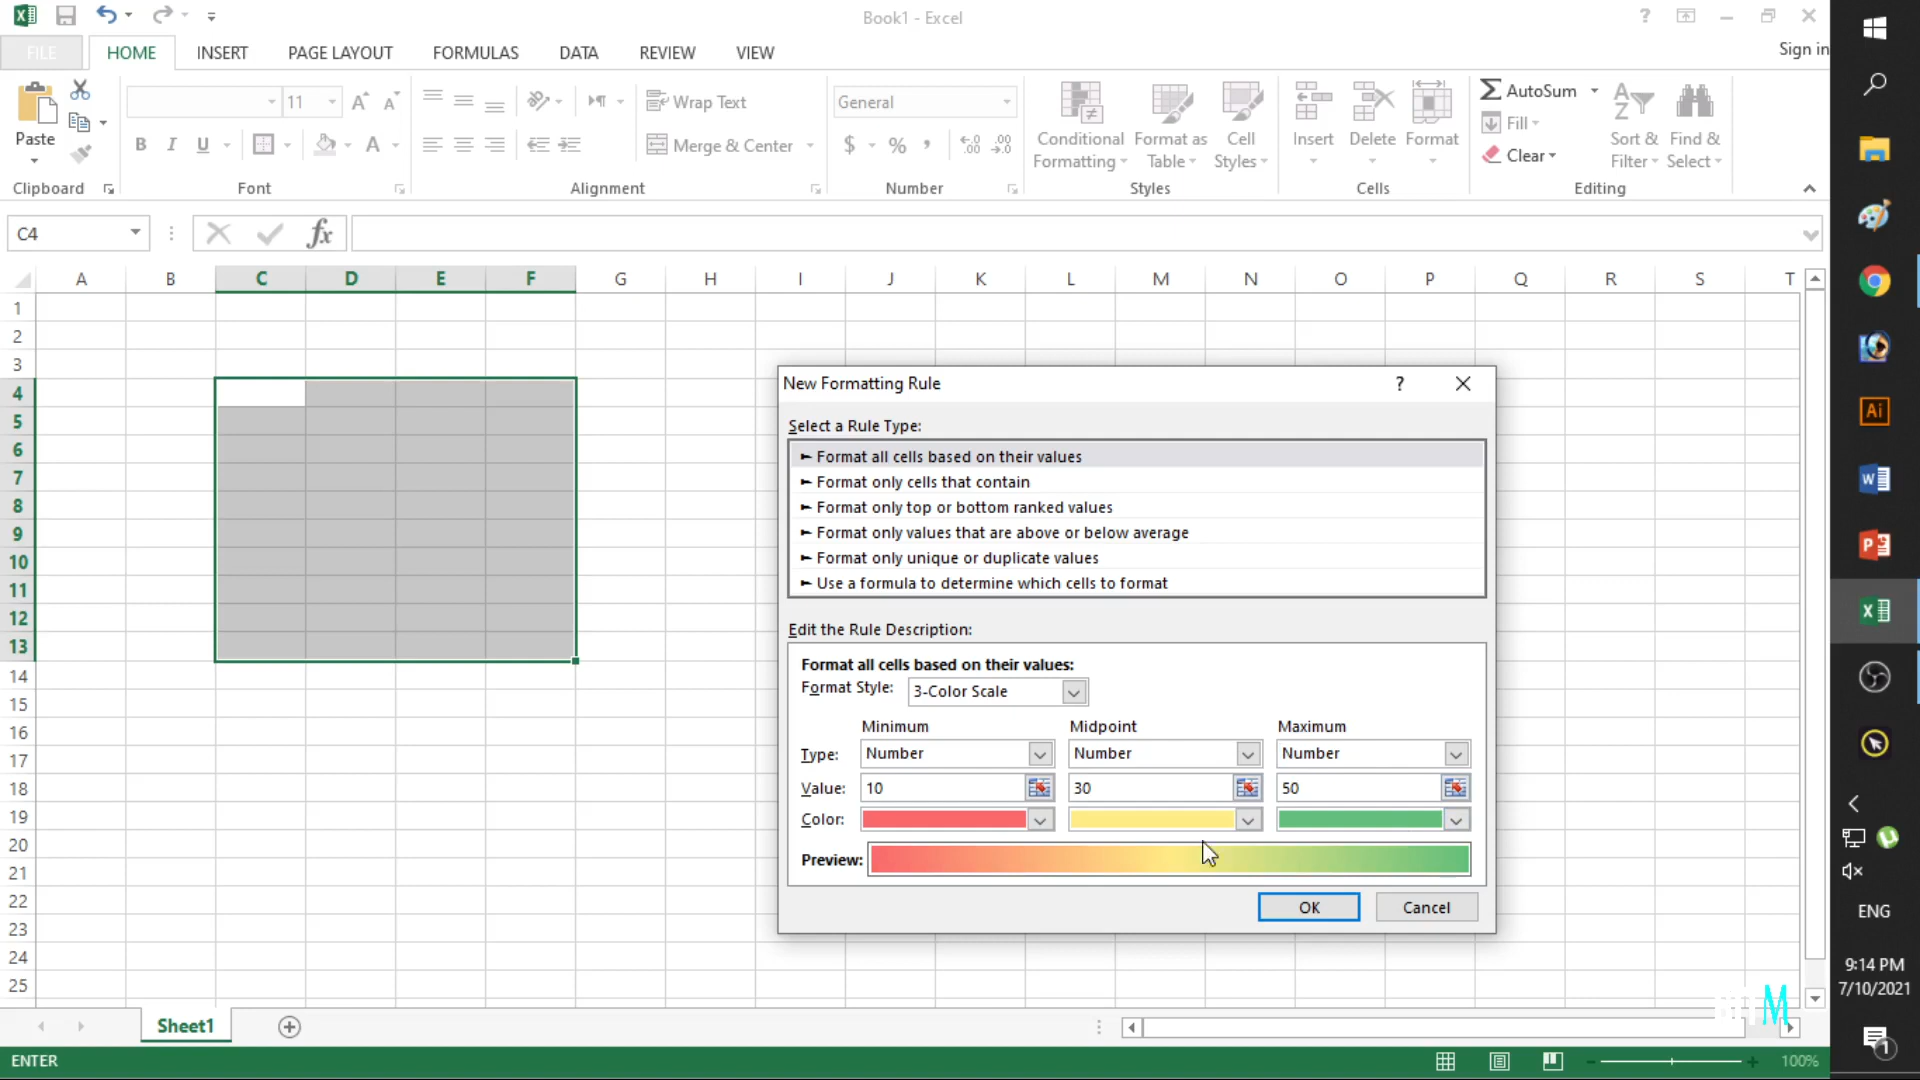 Book1 - Excel
?
Sign in
FILE
HOME
INSERT
PAGE LAYOUT
FORMULAS
DATA
REVIEW
VIEW
Paste
Clipboard
11
A A
B I U A
Font
Wrap Text
Merge & Center
Alignment
General
$ % , .00
Number
Conditional Formatting
Format as Table
Cell Styles
Styles
Insert
Delete
Format
Cells
AutoSum
Fill
Clear
Sort & Filter
Find & Select
Editing
C4
fx
A B C D E F G H I J K L M N O P Q R S T
1
2
3
4
5
6
7
8
9
10
11
12
13
14
15
16
17
18
19
20
21
22
23
24
25
New Formatting Rule
?
Select a Rule Type:
► Format all cells based on their values
► Format only cells that contain
► Format only top or bottom ranked values
► Format only values that are above or below average
► Format only unique or duplicate values
► Use a formula to determine which cells to format
Edit the Rule Description:
Format all cells based on their values:
Format Style: 3-Color Scale
Minimum Midpoint Maximum
Type: Number Number Number
Value: 10 30 50
Color:
Preview:
OK Cancel
Sheet1
ENTER
100%
Ai
ENG
9:14 PM
7/10/2021
1